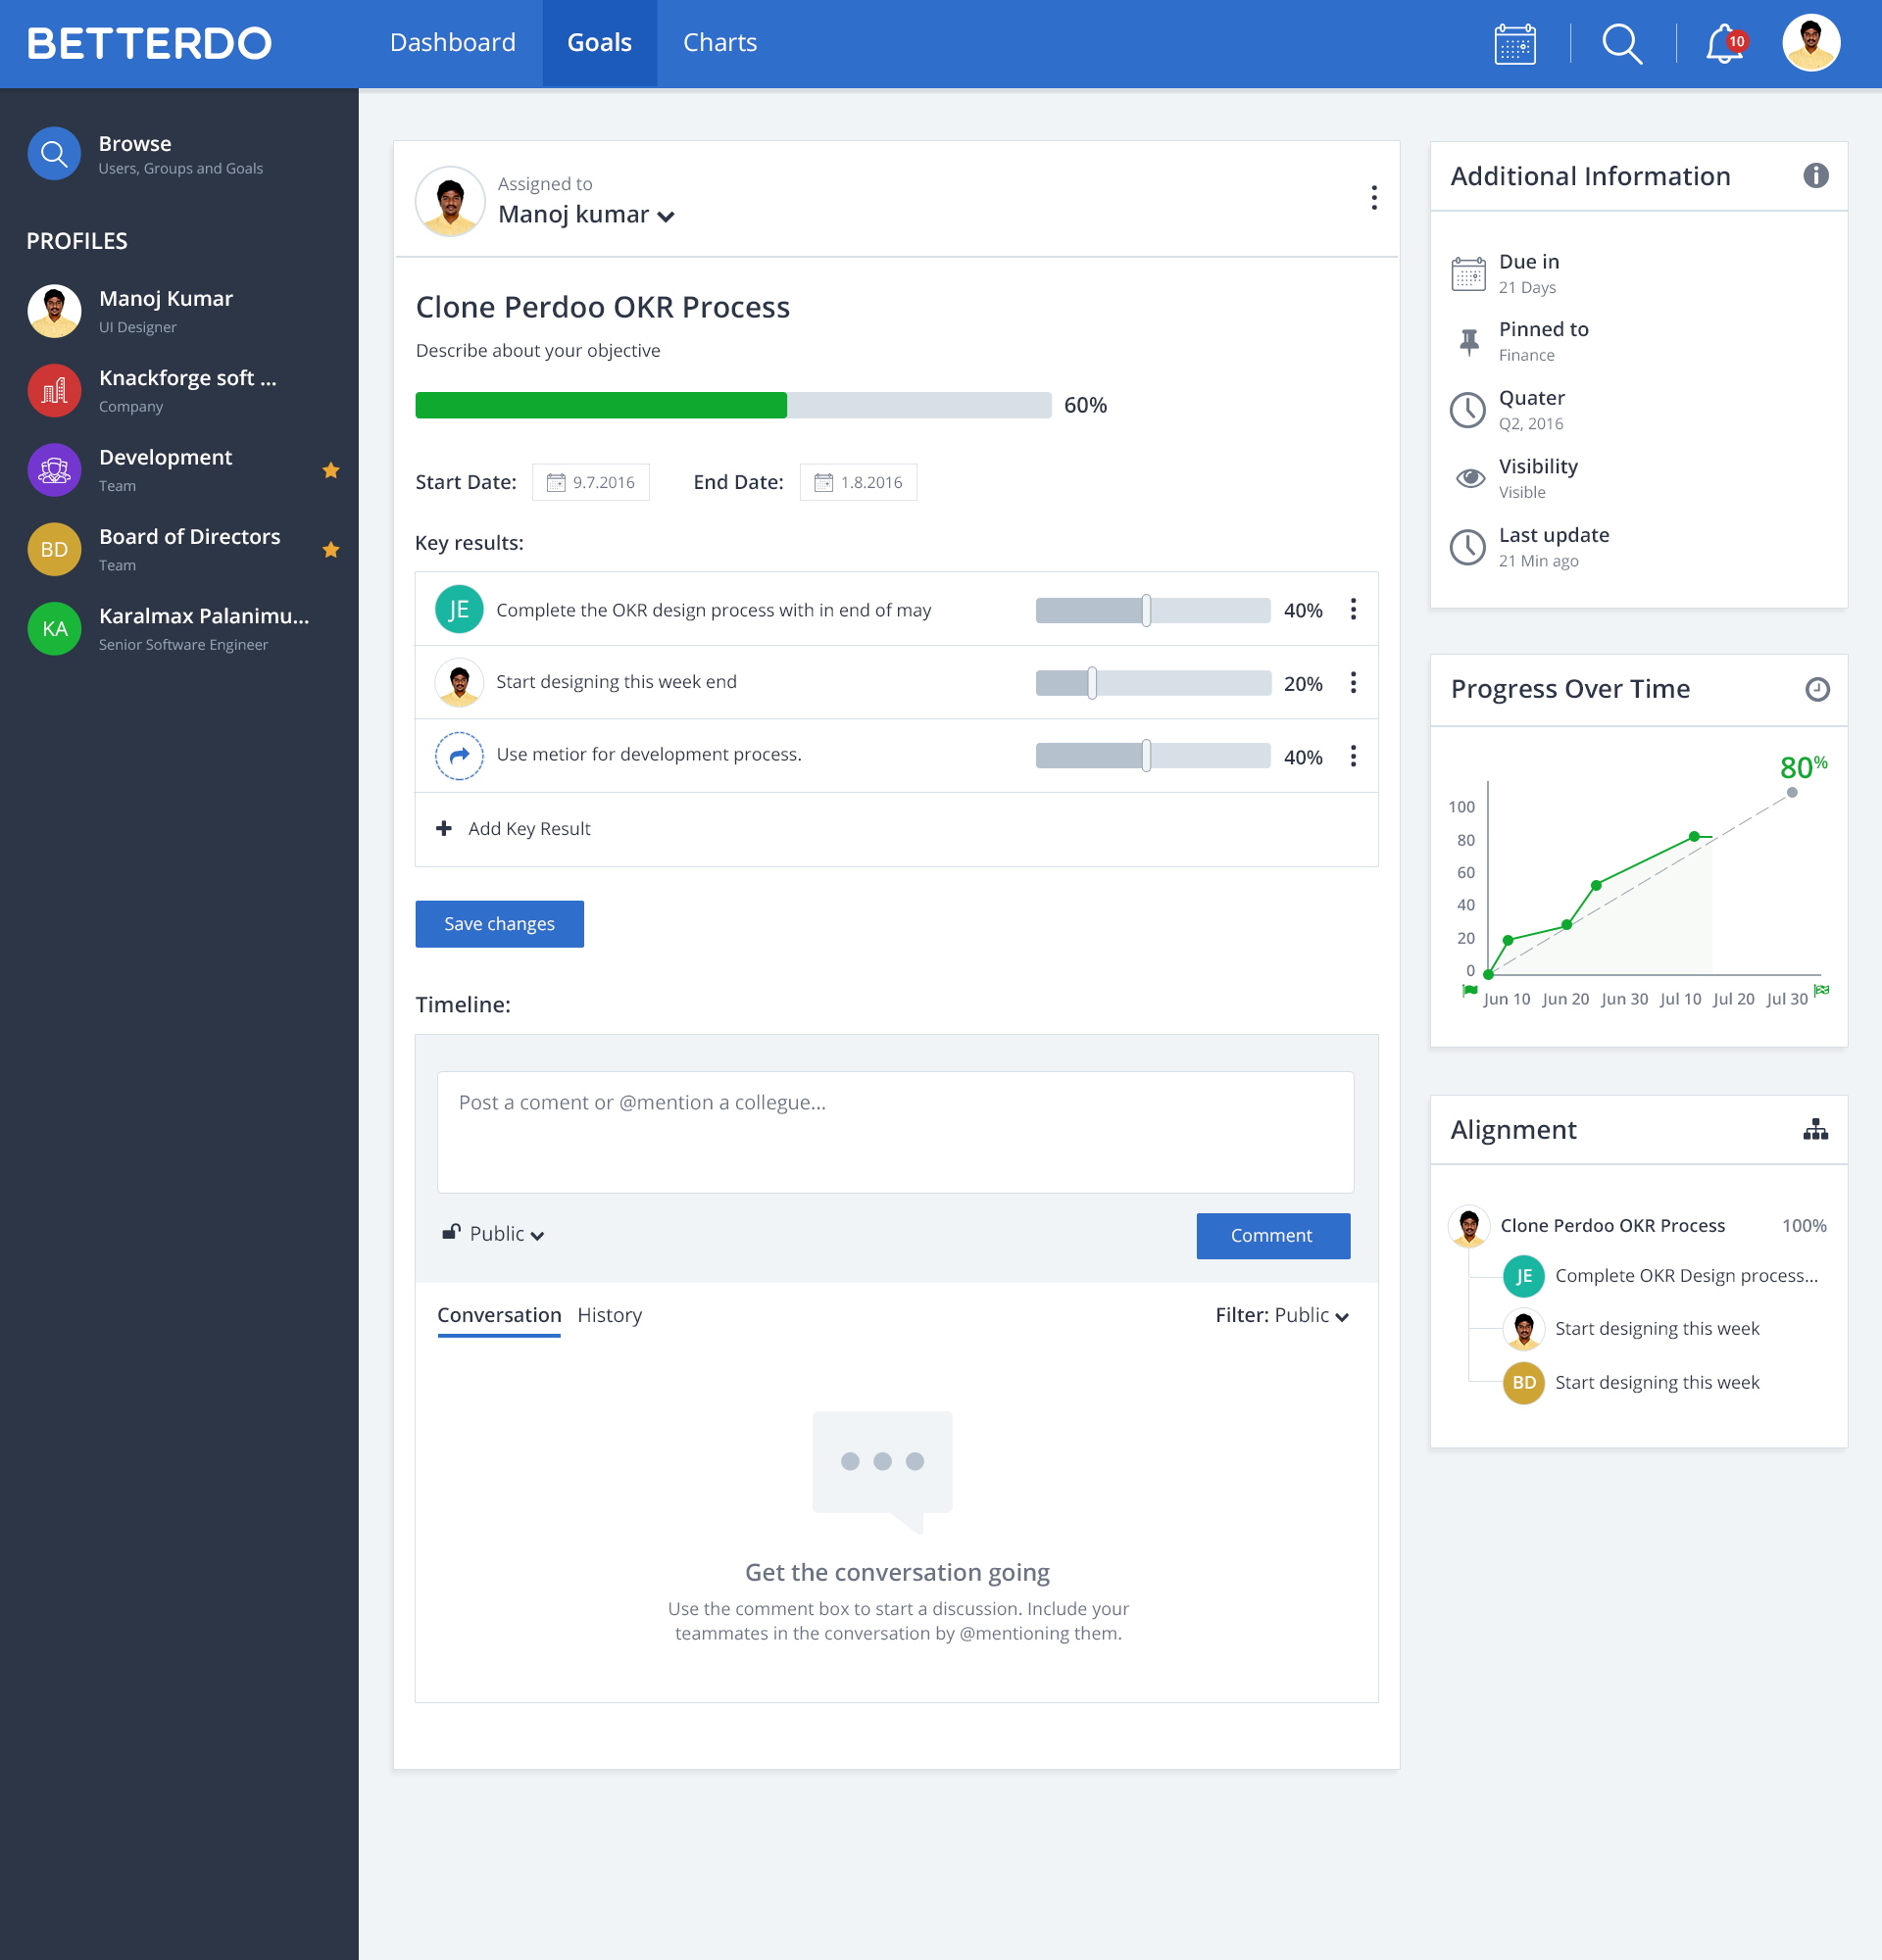 BETTERDO
Dashboard
Goals
Charts
10
Browse
Users, Groups and Goals
PROFILES
Manoj Kumar
UI Designer
Knackforge soft ...
Company
Development
Team
BD
Board of Directors
Team
KA
Karalmax Palanimu...
Senior Software Engineer
Assigned to
Manoj kumar
Clone Perdoo OKR Process
Describe about your objective
60%
Start Date: 9.7.2016 End Date: 1.8.2016
Key results:
JE Complete the OKR design process with in end of may 40%
Start designing this week end 20%
Use metior for development process. 40%
Add Key Result
Save changes
Timeline:
Post a coment or @mention a collegue...
Public
Comment
Conversation History Filter: Public
Get the conversation going
Use the comment box to start a discussion. Include your
teammates in the conversation by @mentioning them.
Additional Information
Due in
21 Days
Pinned to
Finance
Quater
Q2, 2016
Visibility
Visible
Last update
21 Min ago
Progress Over Time
80%
100
80
60
40
20
0
Jun 10 Jun 20 Jun 30 Jul 10 Jul 20 Jul 30
Alignment
Clone Perdoo OKR Process 100%
JE Complete OKR Design process...
Start designing this week
BD Start designing this week